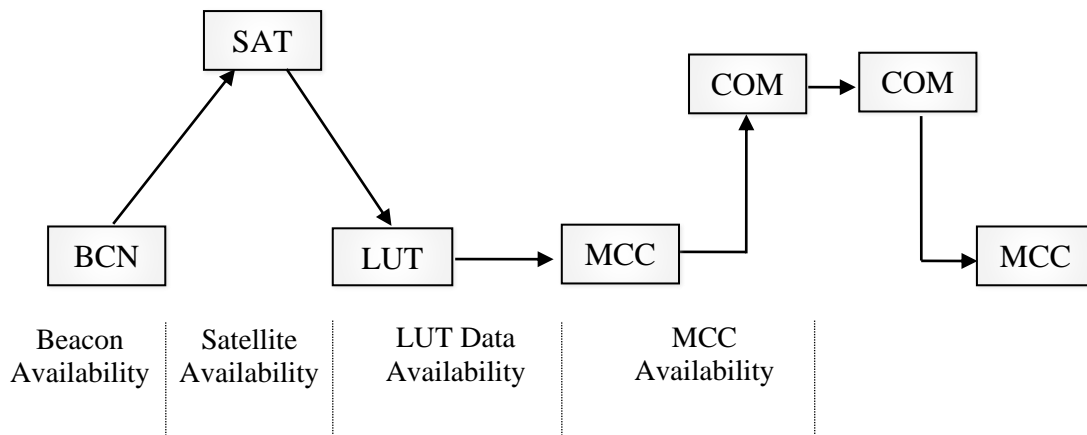 SAT
COM
COM
BCN
LUT
MCC
MCC
Beacon
Availability
Satellite
Availability
LUT Data
Availability
MCC
Availability